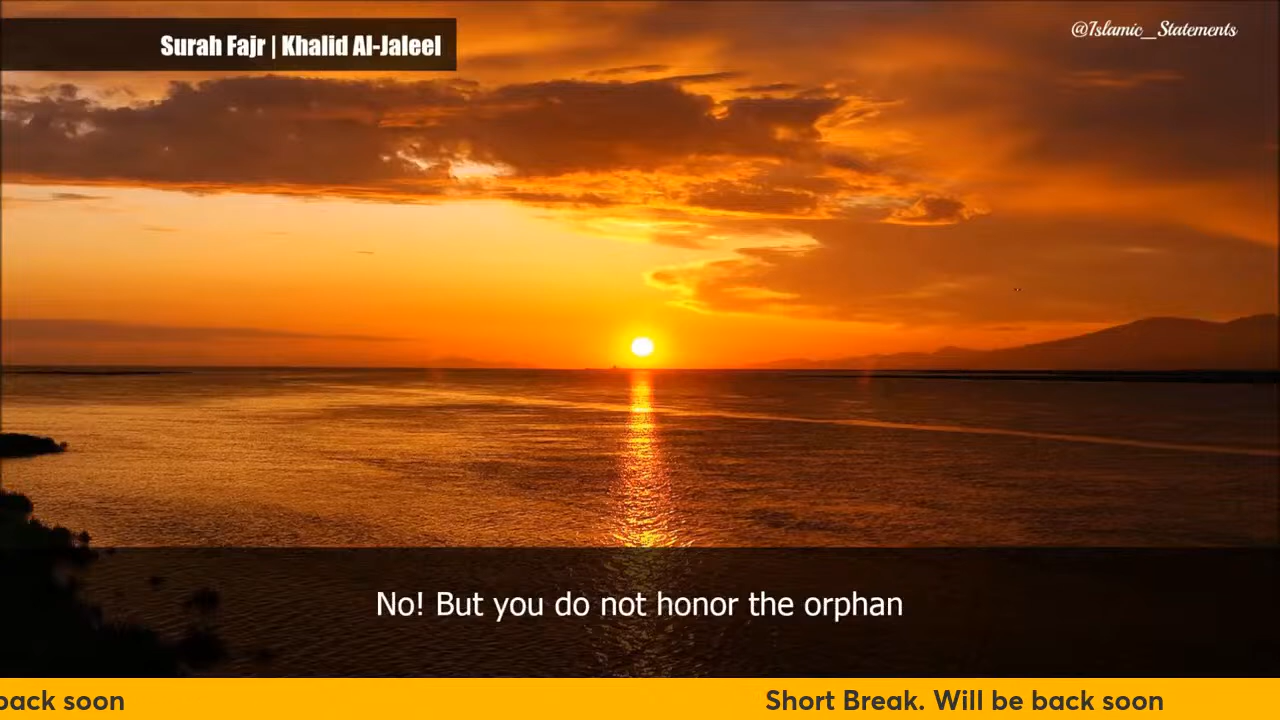 Surah Fajr | Khalid Al-Jaleel
@Islamic_Statements
No! But you do not honor the orphan
back soon
Short Break. Will be back soon